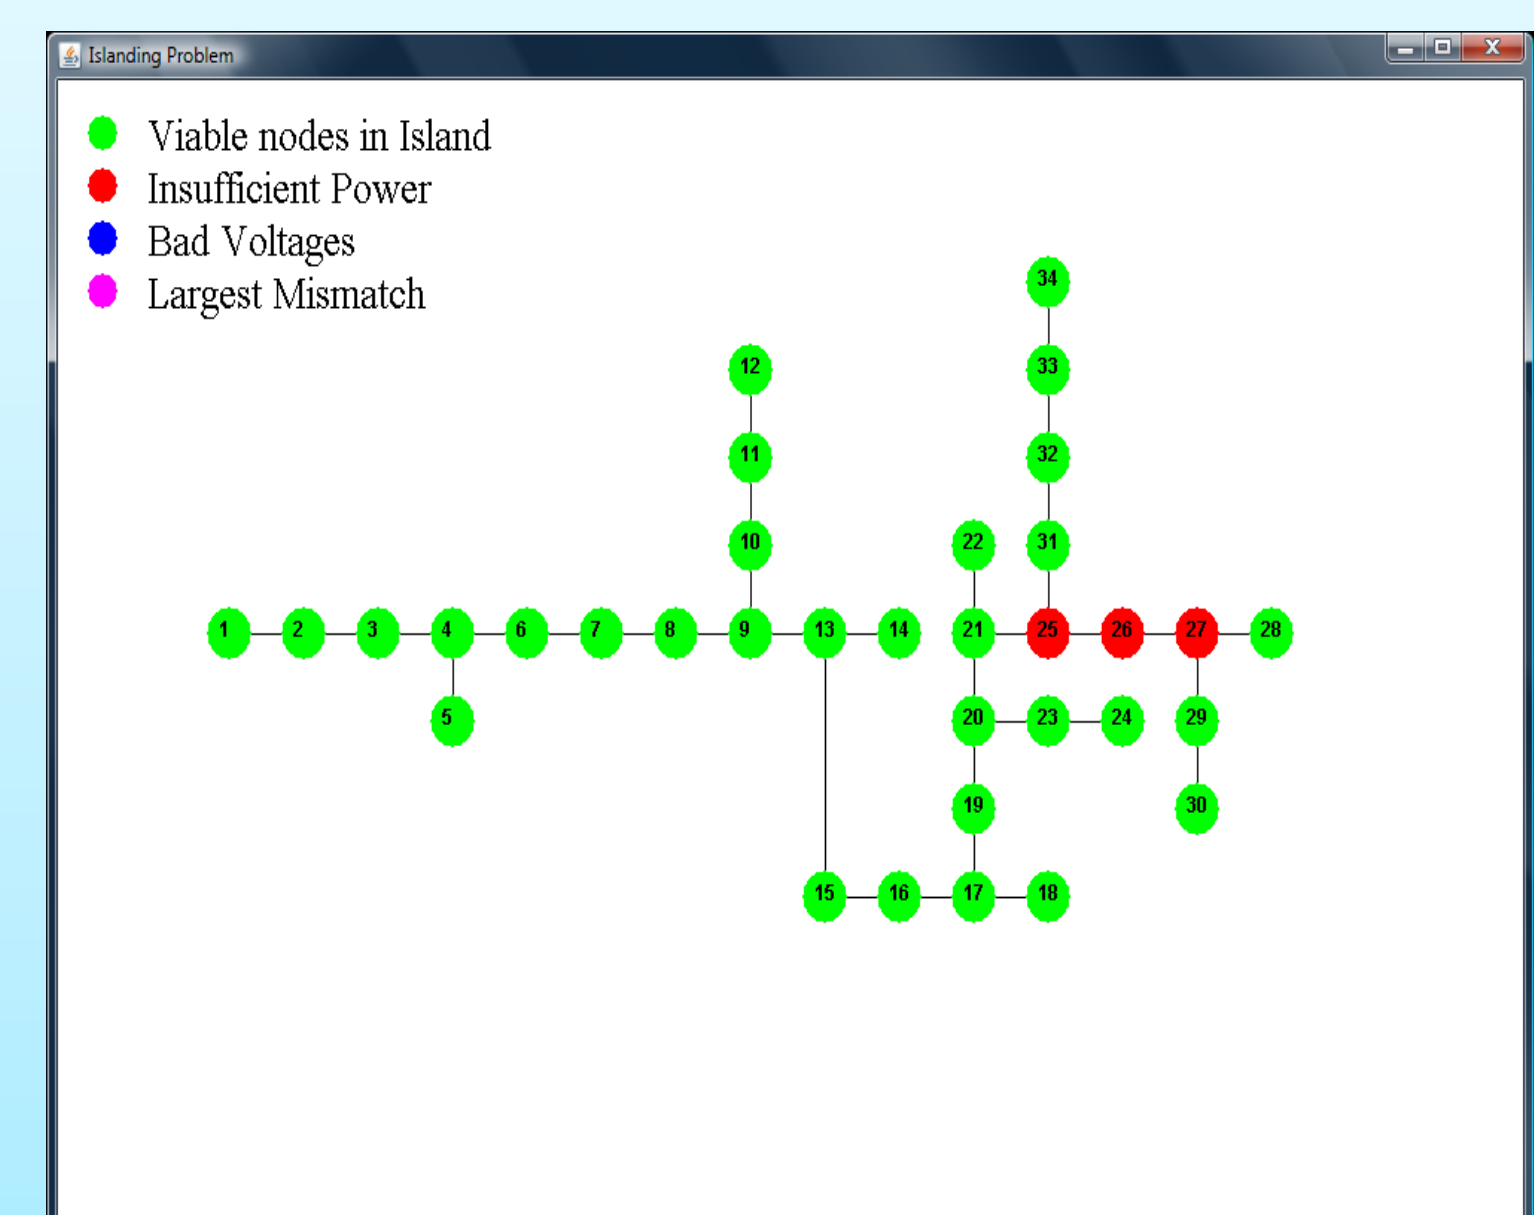 Islanding Problem
Viable nodes in Island
Insufficient Power
Bad Voltages
Largest Mismatch
34
12
33
11
32
10
22
31
1 2 3 4 6 7 8 9 13 14 21 25 26 27 28
5 20 23 24 29
19 30
15 16 17 18